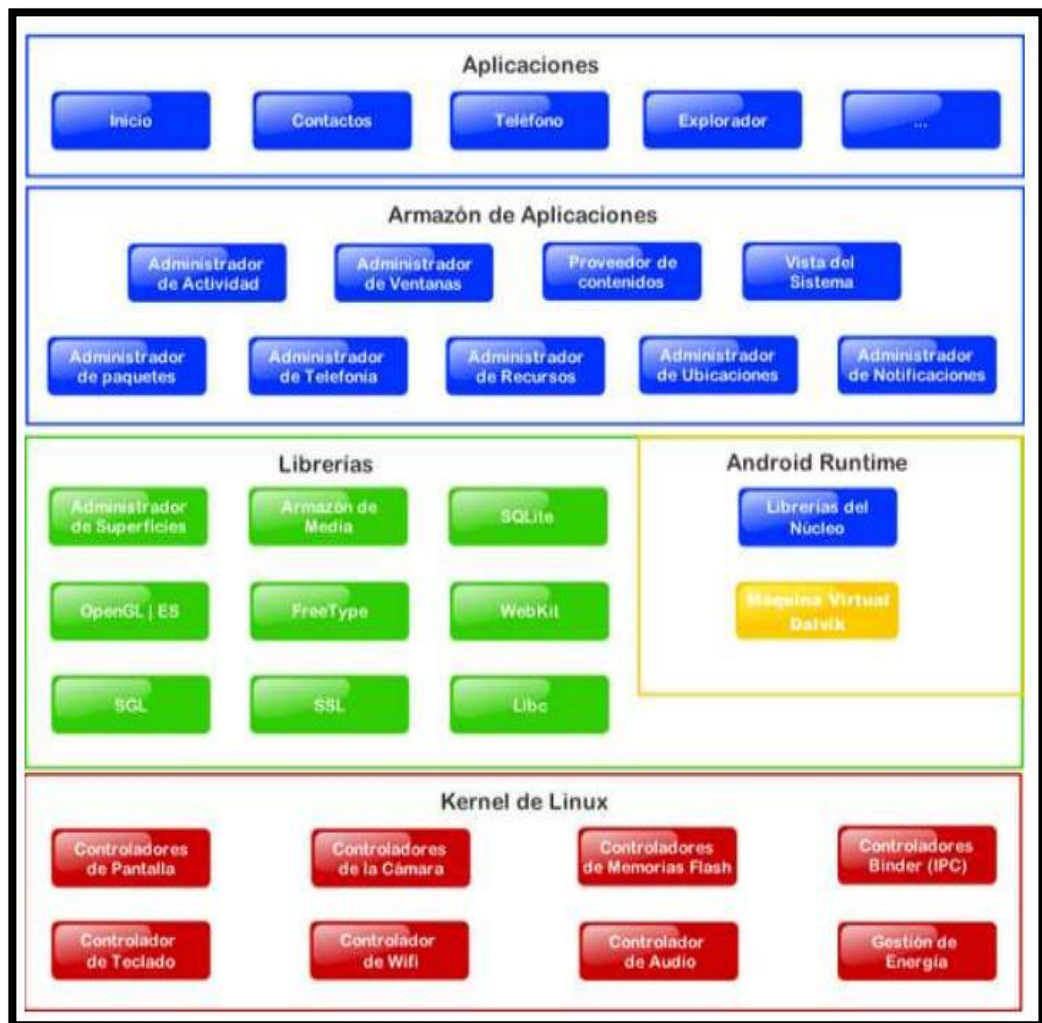 Aplicaciones
Inicio
Contactos
Teléfono
Explorador
...
Armazón de Aplicaciones
Administrador
de Actividad
Administrador
de Ventanas
Proveedor de
contenidos
Vista del
Sistema
Administrador
de paquetes
Administrador
de Telefonía
Administrador
de Recursos
Administrador
de Ubicaciones
Administrador
de Notificaciones
Librerías
Administrador
de Superficies
Armazón de
Media
SQLite
OpenGL | ES
FreeType
WebKit
SGL
SSL
Libc
Android Runtime
Librerías del
Núcleo
Máquina Virtual
Dalvik
Kernel de Linux
Controladores
de Pantalla
Controladores
de la Cámara
Controladores
de Memorias Flash
Controladores
Binder (IPC)
Controlador
de Teclado
Controlador
de Wifi
Controlador
de Audio
Gestión de
Energía